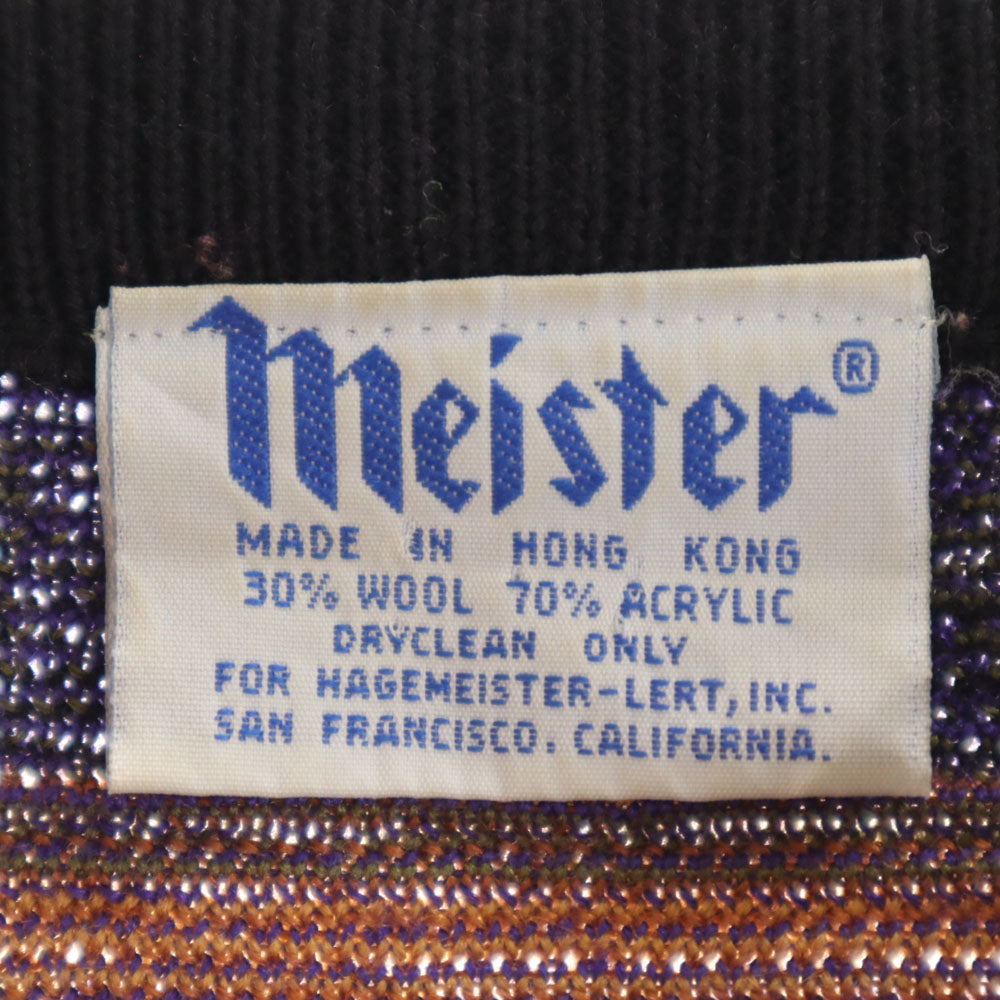 Meister®
MADE IN HONG KONG
30% WOOL 70% ACRYLIC
DRYCLEAN ONLY
FOR HAGEMEISTER-LERT, INC.
SAN FRANCISCO. CALIFORNIA.